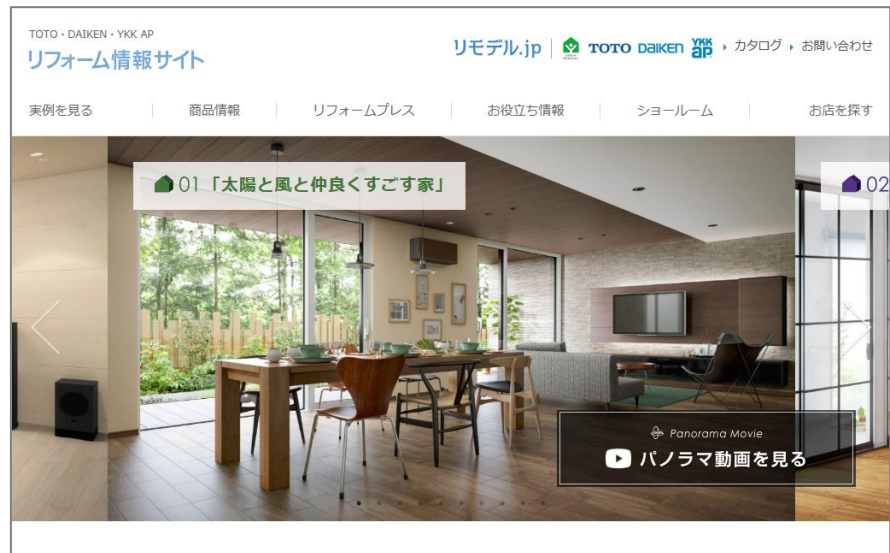 TOTO・DAIKEN・YKK AP
リフォーム情報サイト
リモデル.jp TOTO DAIKEN YKK ap カタログ お問い合わせ
実例を見る 商品情報 リフォームプレス お役立ち情報 ショールーム お店を探す
01「太陽と風と仲良くすごす家」
02
Panorama Movie
パノラマ動画を見る